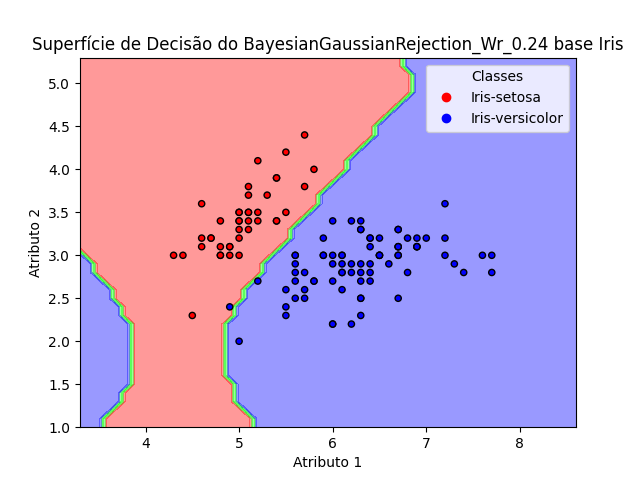 Superfície de Decisão do BayesianGaussianRejection_Wr_0.24 base Iris
Classes
Iris-setosa
Iris-versicolor
5.0
4.5
4.0
3.5
3.0
2.5
2.0
1.5
1.0
Atributo 2
4 5 6 7 8
Atributo 1